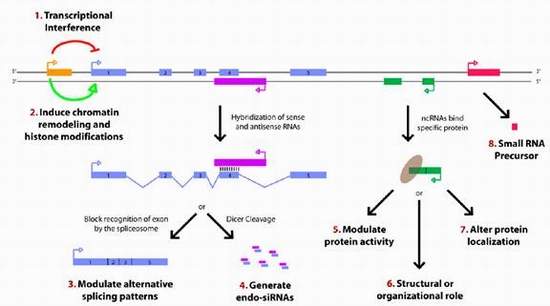 1. Transcriptional
Interference
5'
3'
1
2
3
4
5
3'
5'
2. Induce chromatin
remodeling and
histone modifications
Hybridization of sense
and antisense RNAs
ncRNAs bind
specific protein
8. Small RNA
Precursor
1
2
3
4
5
or
or
Block recognition of exon
by the spliceosome
Dicer Cleavage
5. Modulate
protein activity
7. Alter protein
localization
1
2
3
5
3. Modulate alternative
splicing patterns
4. Generate
endo-siRNAs
6. Structural or
organizational role